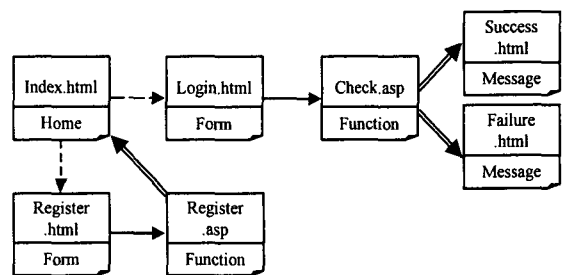 Success
.html
Message
Index.html
Home
Login.html
Form
Check.asp
Function
Failure
.html
Message
Register
.html
Form
Register
.asp
Function